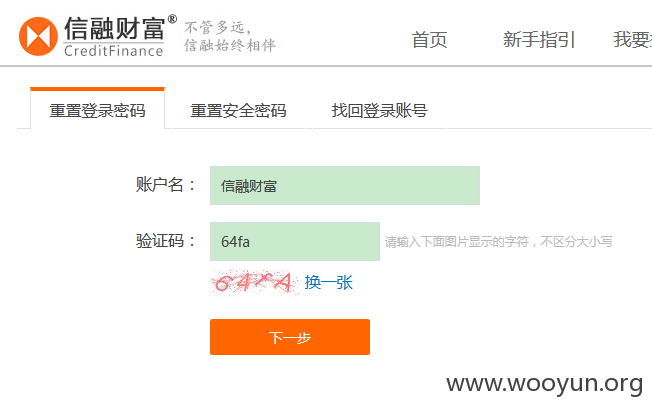 信融财富®
CreditFinance
不管多远，
信融始终相伴
首页 新手指引 我要
重置登录密码 重置安全密码 找回登录账号
账户名： 信融财富
验证码： 64fa 请输入下面图片显示的字符，不区分大小写
64fA 换一张
下一步
www.wooyun.org